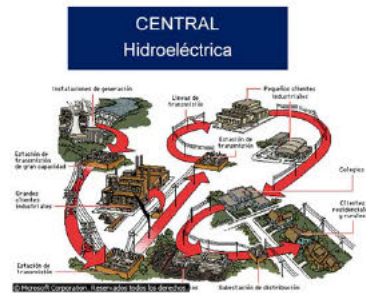 CENTRAL
Hidroeléctrica
Instalaciones de generación
Líneas de
transmisión
Pequeños clientes
industriales
Estación de
transmisión
de gran capacidad
Estación de
transmisión
Grandes
clientes
industriales
Colegios
Clientes
residenciales
y rurales
Estación de
transmisión
Subestación de distribución
© Microsoft Corporation. Reservados todos los derechos.